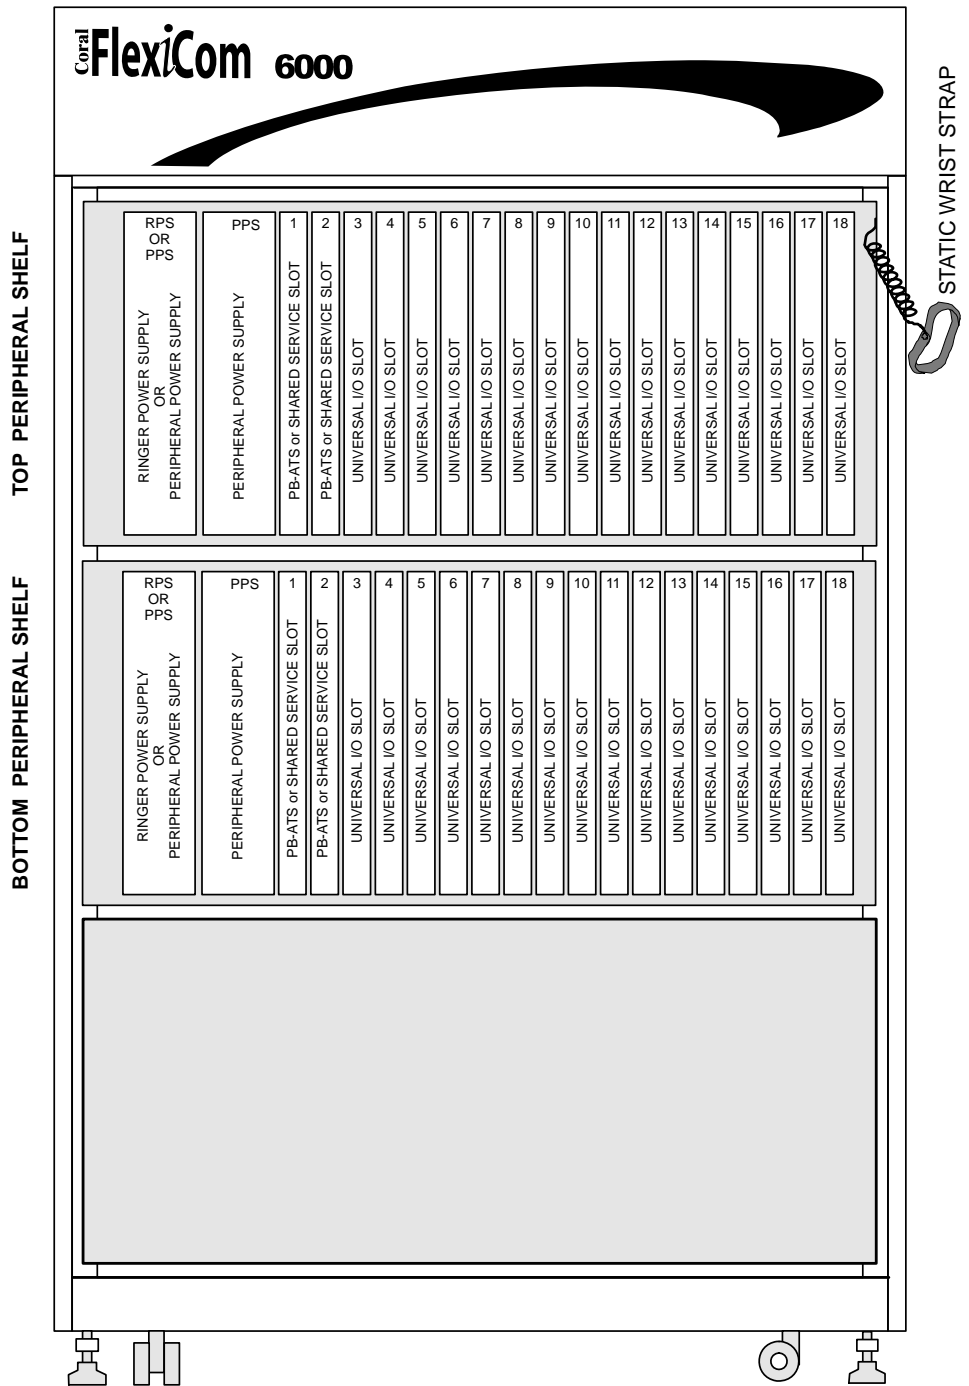 Coral FlexiCom 6000
STATIC WRIST STRAP
TOP PERIPHERAL SHELF
RPS
OR
PPS
RINGER POWER SUPPLY
OR
PERIPHERAL POWER SUPPLY
PPS
PERIPHERAL POWER SUPPLY
1
PB-ATS or SHARED SERVICE SLOT
2
PB-ATS or SHARED SERVICE SLOT
3
UNIVERSAL I/O SLOT
4
UNIVERSAL I/O SLOT
5
UNIVERSAL I/O SLOT
6
UNIVERSAL I/O SLOT
7
UNIVERSAL I/O SLOT
8
UNIVERSAL I/O SLOT
9
UNIVERSAL I/O SLOT
10
UNIVERSAL I/O SLOT
11
UNIVERSAL I/O SLOT
12
UNIVERSAL I/O SLOT
13
UNIVERSAL I/O SLOT
14
UNIVERSAL I/O SLOT
15
UNIVERSAL I/O SLOT
16
UNIVERSAL I/O SLOT
17
UNIVERSAL I/O SLOT
18
UNIVERSAL I/O SLOT
BOTTOM PERIPHERAL SHELF
RPS
OR
PPS
RINGER POWER SUPPLY
OR
PERIPHERAL POWER SUPPLY
PPS
PERIPHERAL POWER SUPPLY
1
PB-ATS or SHARED SERVICE SLOT
2
PB-ATS or SHARED SERVICE SLOT
3
UNIVERSAL I/O SLOT
4
UNIVERSAL I/O SLOT
5
UNIVERSAL I/O SLOT
6
UNIVERSAL I/O SLOT
7
UNIVERSAL I/O SLOT
8
UNIVERSAL I/O SLOT
9
UNIVERSAL I/O SLOT
10
UNIVERSAL I/O SLOT
11
UNIVERSAL I/O SLOT
12
UNIVERSAL I/O SLOT
13
UNIVERSAL I/O SLOT
14
UNIVERSAL I/O SLOT
15
UNIVERSAL I/O SLOT
16
UNIVERSAL I/O SLOT
17
UNIVERSAL I/O SLOT
18
UNIVERSAL I/O SLOT